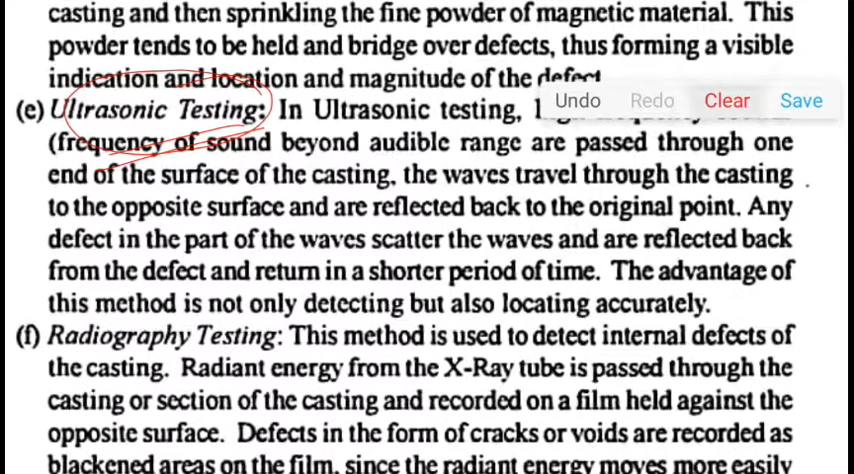 casting and then sprinkling the fine powder of magnetic material. This
powder tends to be held and bridge over defects, thus forming a visible
indication and location and magnitude of the defect
Undo Redo Clear Save
(e) Ultrasonic Testing: In Ultrasonic testing,
(frequency of sound beyond audible range are passed through one
end of the surface of the casting, the waves travel through the casting
to the opposite surface and are reflected back to the original point. Any
defect in the part of the waves scatter the waves and are reflected back
from the defect and return in a shorter period of time. The advantage of
this method is not only detecting but also locating accurately.
(f) Radiography Testing: This method is used to detect internal defects of
the casting. Radiant energy from the X-Ray tube is passed through the
casting or section of the casting and recorded on a film held against the
opposite surface. Defects in the form of cracks or voids are recorded as
blackened areas on the film, since the radiant energy moves more easily